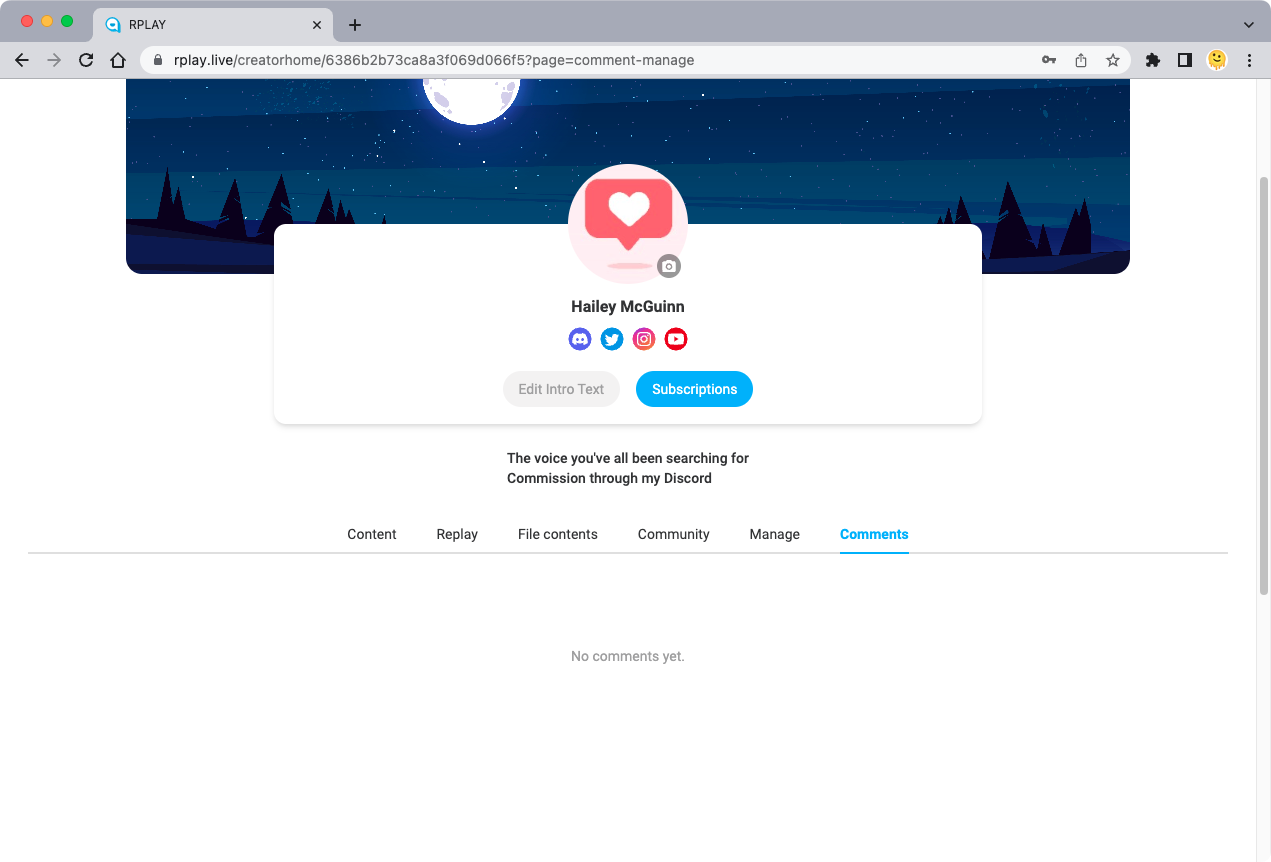 RPLAY
rplay.live/creatorhome/6386b2b73ca8a3f069d066f5?page=comment-manage
Hailey McGuinn
Edit Intro Text
Subscriptions
The voice you've all been searching for
Commission through my Discord
Content
Replay
File contents
Community
Manage
Comments
No comments yet.